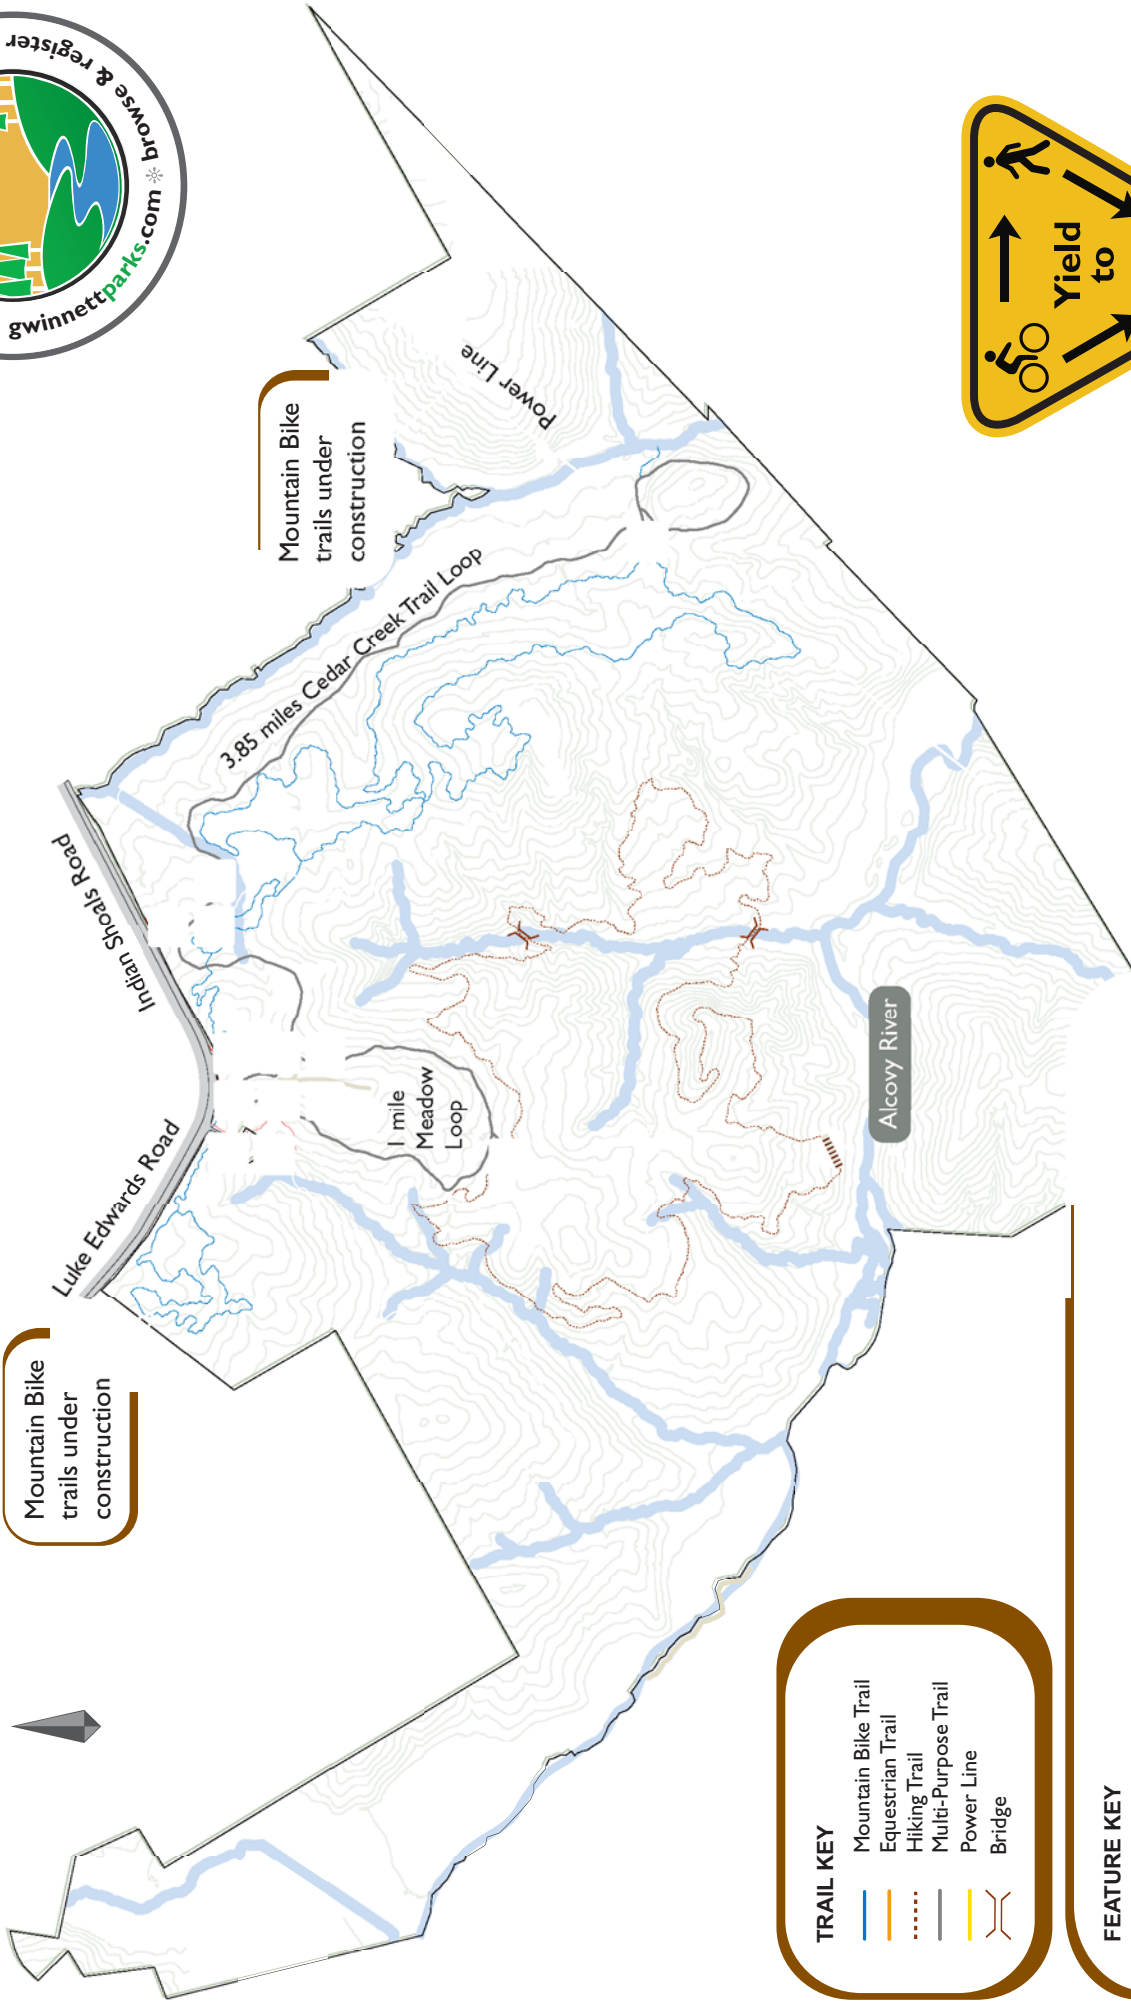 gwinnettparks.com ☼ browse & register
Mountain Bike
trails under
construction
Luke Edwards Road
Indian Shoals Road
Mountain Bike
trails under
construction
3.85 miles Cedar Creek Trail Loop
Power Line
1 mile
Meadow
Loop
Alcovy River
Yield
to
TRAIL KEY
Mountain Bike Trail
Equestrian Trail
Hiking Trail
Multi-Purpose Trail
Power Line
Bridge
FEATURE KEY